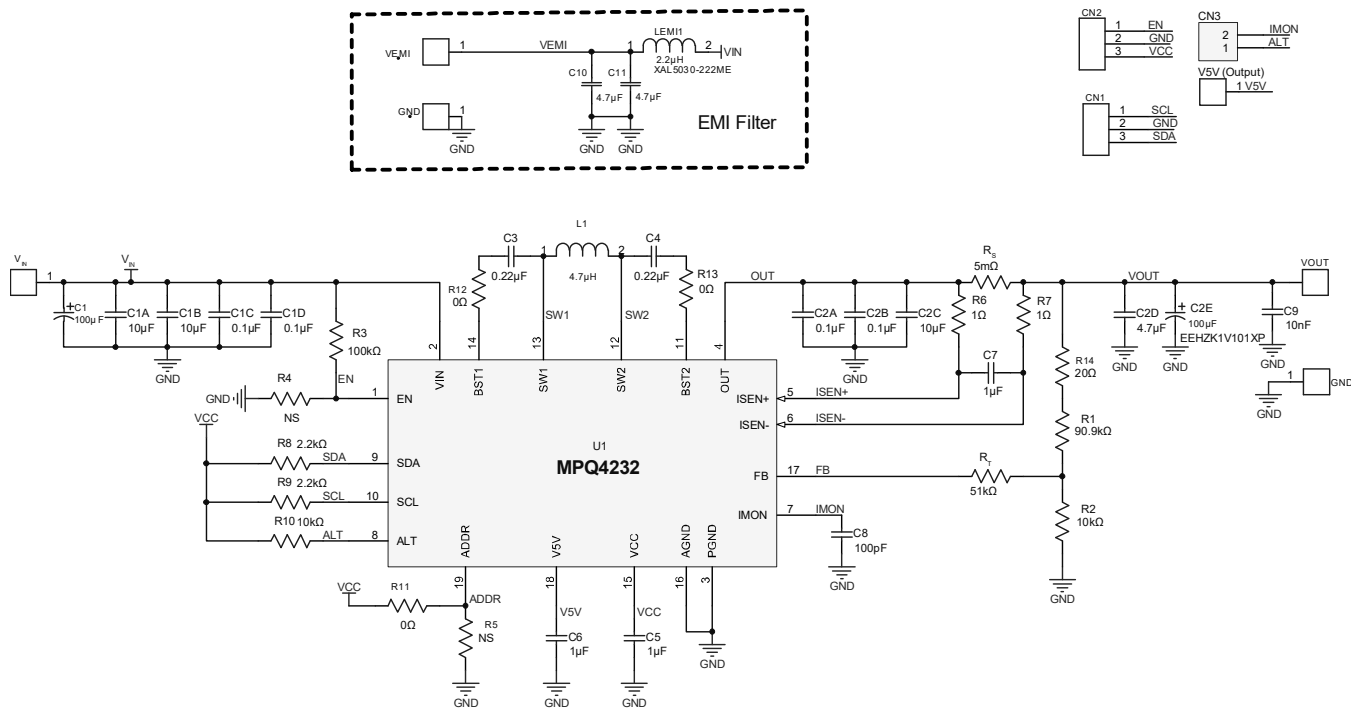 VEMI
1
VEMI
1
LEMI1
2
VIN
2.2µH
XAL5030-222ME
C10
C11
4.7µF
4.7µF
GND
1
GND
GND
GND
EMI Filter
CN2
1
EN
2
GND
3
VCC
CN3
2
IMON
1
ALT
V5V (Output)
1 V5V
CN1
1
SCL
2
GND
3
SDA
VIN
1
VIN
C1
100µF
C1A
10µF
C1B
10µF
C1C
0.1µF
C1D
0.1µF
GND
R3
100kΩ
EN
GND
R4
NS
R12
0Ω
C3
0.22µF
L1
1
2
4.7µH
C4
0.22µF
R13
0Ω
SW1
SW2
OUT
C2A
0.1µF
C2B
0.1µF
C2C
10µF
GND
RS
5mΩ
R6
1Ω
R7
1Ω
C7
1µF
VOUT
VOUT
C2D
4.7µF
GND
C2E
100µF
EEHZK1V101XP
GND
C9
10nF
GND
1
GND
GND
R14
20Ω
R1
90.9kΩ
R2
10kΩ
GND
2
VIN
14
BST1
13
SW1
12
SW2
11
BST2
4
OUT
1
EN
ISEN+
5
ISEN+
ISEN-
6
ISEN-
U1
MPQ4232
VCC
R8 2.2kΩ
SDA
9
SDA
R9 2.2kΩ
SCL
10
SCL
R10 10kΩ
ALT
8
ALT
FB
17
FB
RT
51kΩ
IMON
7
IMON
C8
100pF
GND
ADDR
19
V5V
18
VCC
15
AGND
16
PGND
3
VCC
R11
0Ω
ADDR
R5
NS
GND
V5V
C6
1µF
GND
VCC
C5
1µF
GND
GND